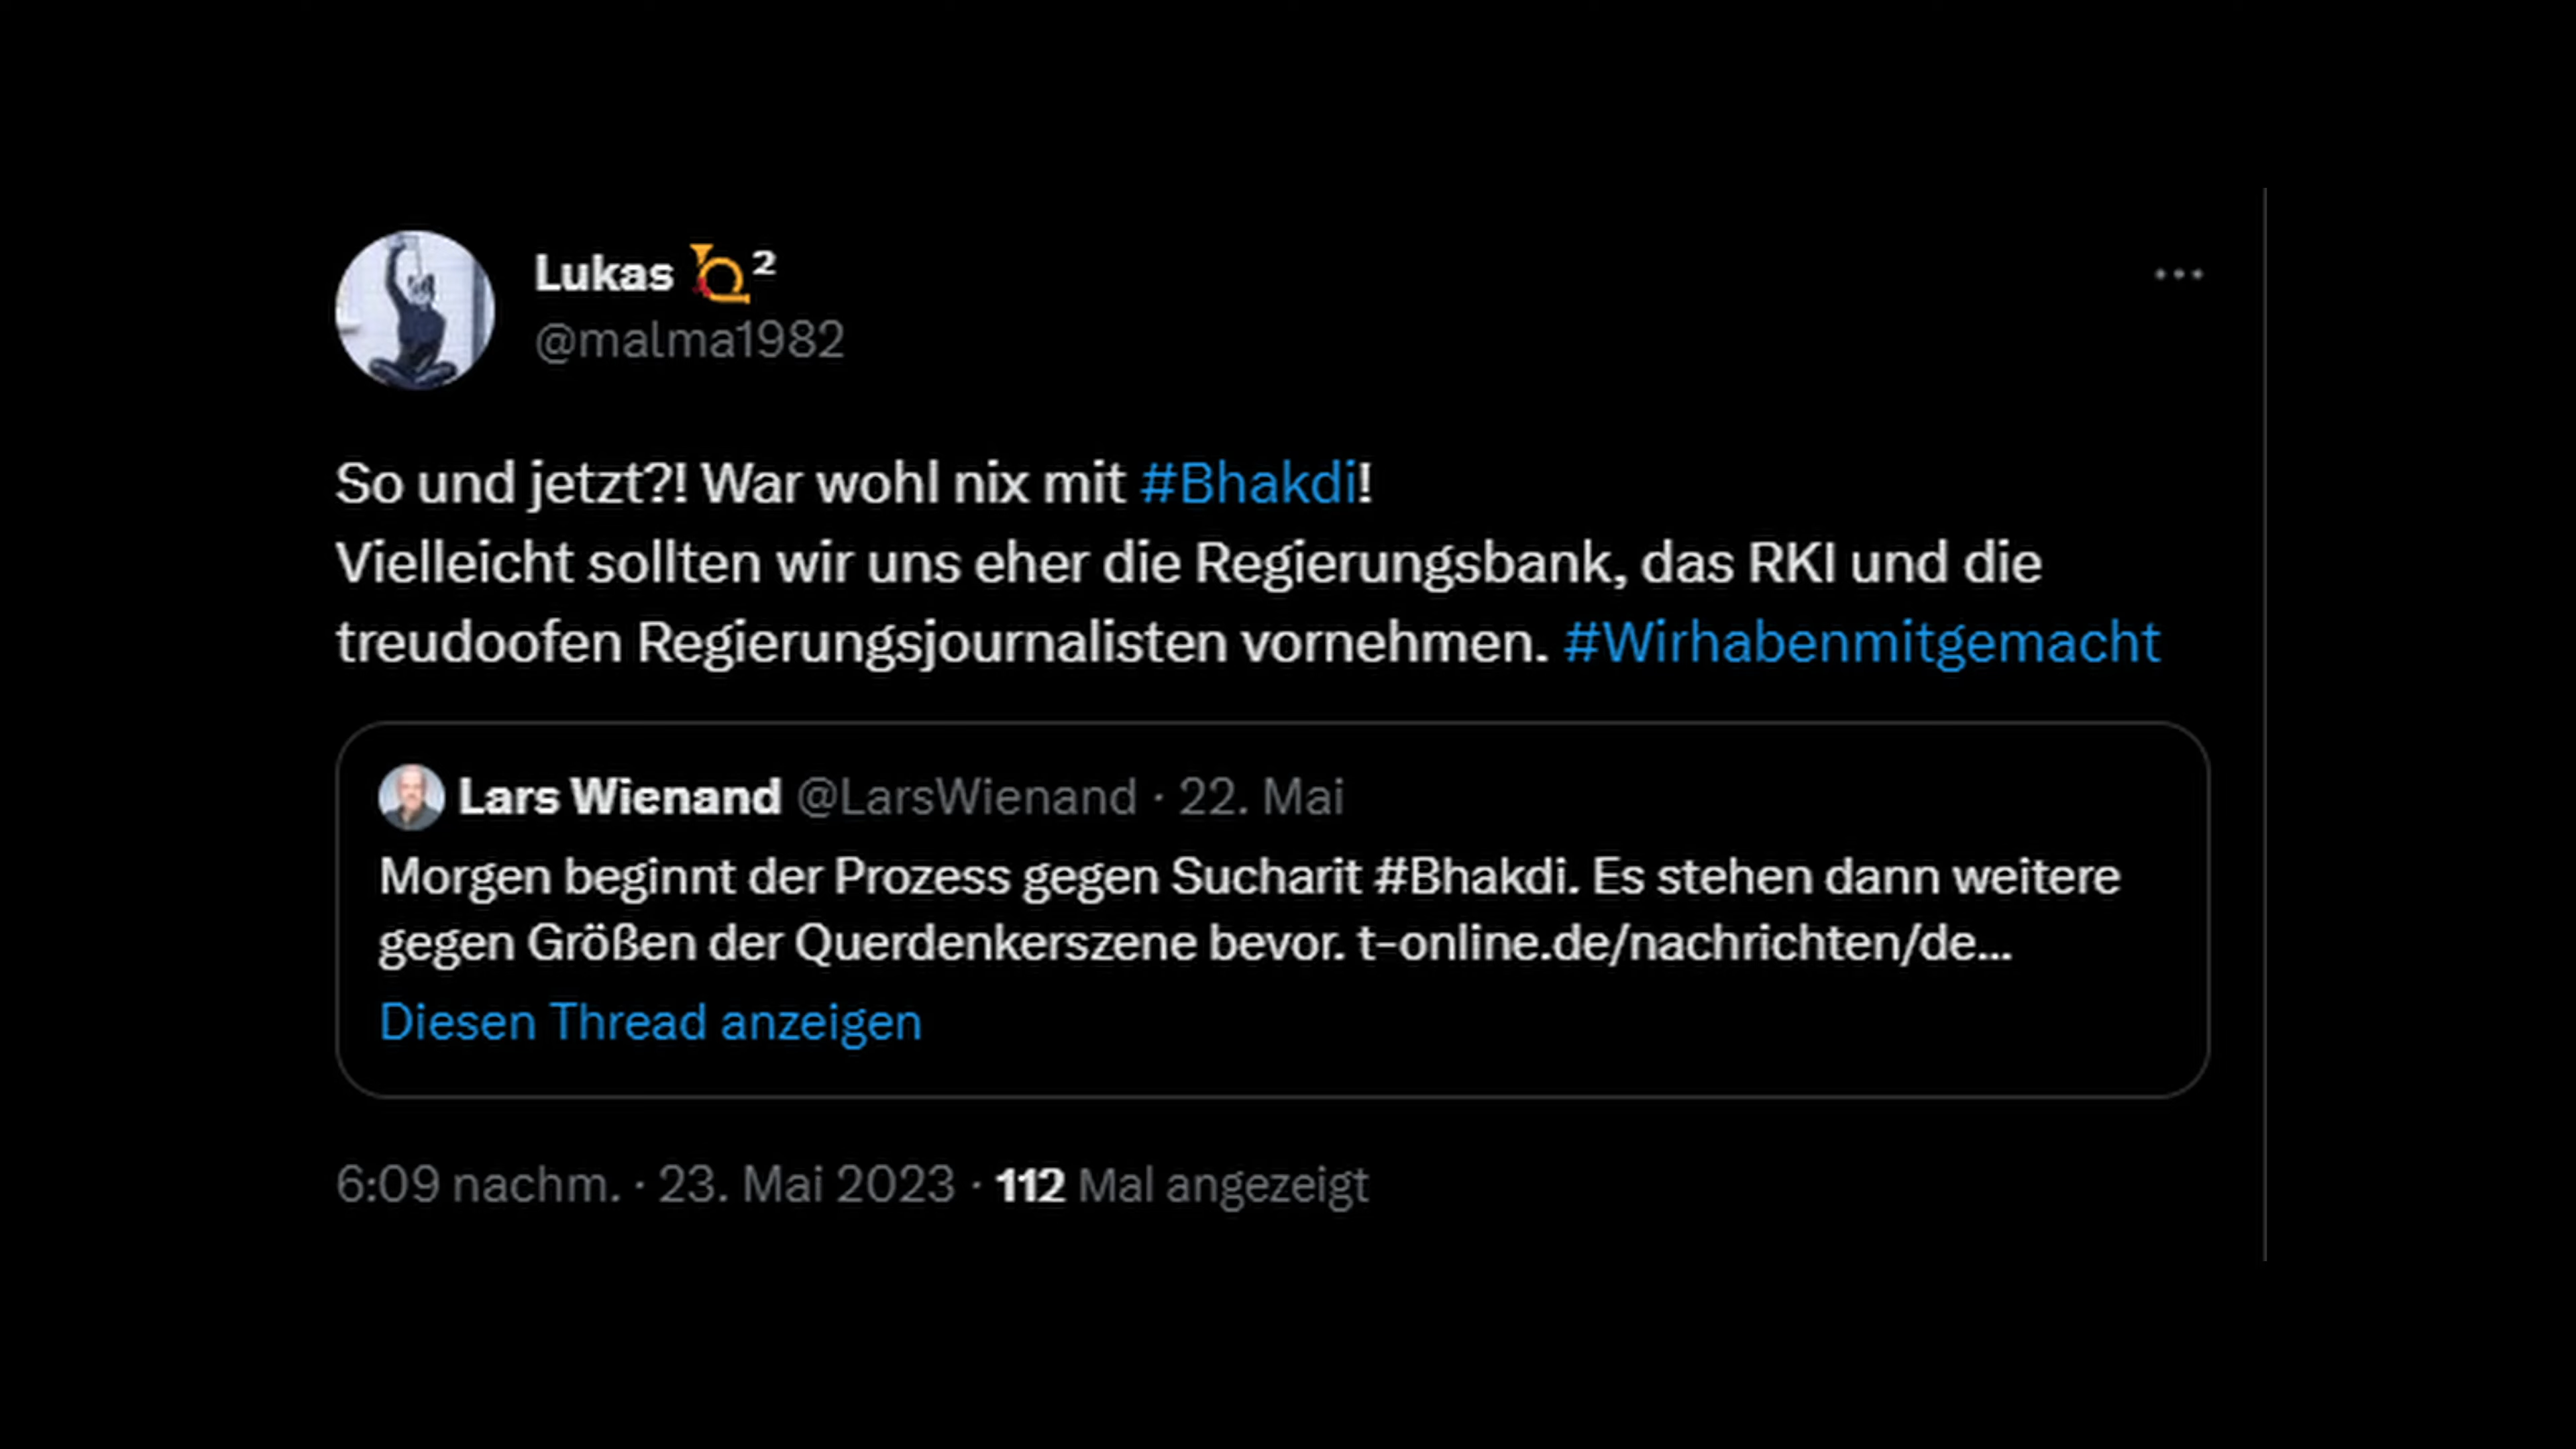 Lukas 📯²
@malma1982
So und jetzt?! War wohl nix mit #Bhakdi!
Vielleicht sollten wir uns eher die Regierungsbank, das RKI und die
treudoofen Regierungsjournalisten vornehmen. #Wirhabenmitgemacht
Lars Wienand @LarsWienand · 22. Mai
Morgen beginnt der Prozess gegen Sucharit #Bhakdi. Es stehen dann weitere
gegen Größen der Querdenkerszene bevor. t-online.de/nachrichten/de...
Diesen Thread anzeigen
6:09 nachm. · 23. Mai 2023 · 112 Mal angezeigt